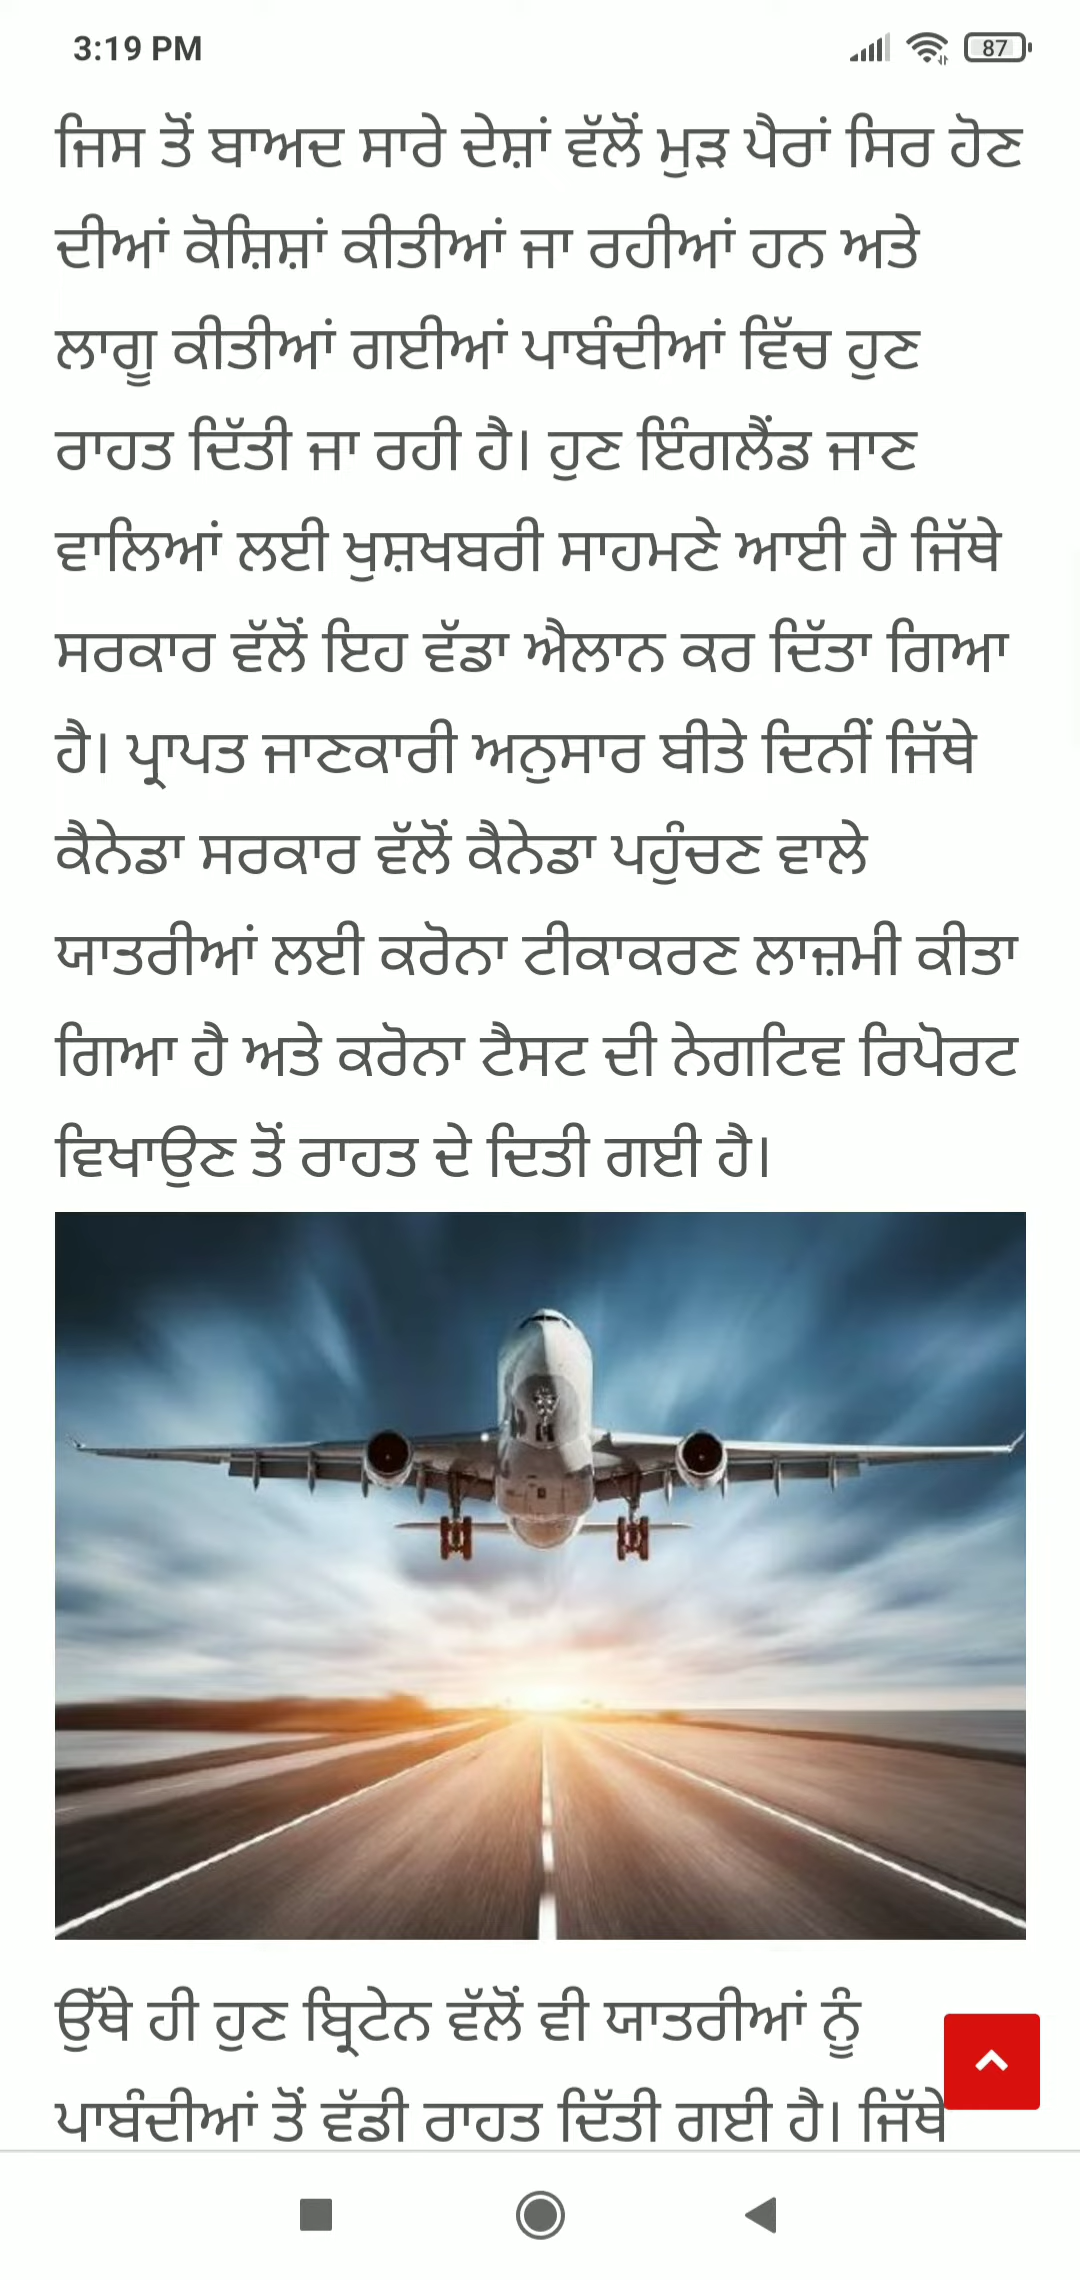 3:19 PM
87
ਜਿਸ ਤੋਂ ਬਾਅਦ ਸਾਰੇ ਦੇਸ਼ਾਂ ਵੱਲੋਂ ਮੁੜ ਪੈਰਾਂ ਸਿਰ ਹੋਣ
ਦੀਆਂ ਕੋਸ਼ਿਸ਼ਾਂ ਕੀਤੀਆਂ ਜਾ ਰਹੀਆਂ ਹਨ ਅਤੇ
ਲਾਗੂ ਕੀਤੀਆਂ ਗਈਆਂ ਪਾਬੰਦੀਆਂ ਵਿੱਚ ਹੁਣ
ਰਾਹਤ ਦਿੱਤੀ ਜਾ ਰਹੀ ਹੈ। ਹੁਣ ਇੰਗਲੈਂਡ ਜਾਣ
ਵਾਲਿਆਂ ਲਈ ਖੁਸ਼ਖਬਰੀ ਸਾਹਮਣੇ ਆਈ ਹੈ ਜਿੱਥੇ
ਸਰਕਾਰ ਵੱਲੋਂ ਇਹ ਵੱਡਾ ਐਲਾਨ ਕਰ ਦਿੱਤਾ ਗਿਆ
ਹੈ। ਪ੍ਰਾਪਤ ਜਾਣਕਾਰੀ ਅਨੁਸਾਰ ਬੀਤੇ ਦਿਨੀਂ ਜਿੱਥੇ
ਕੈਨੇਡਾ ਸਰਕਾਰ ਵੱਲੋਂ ਕੈਨੇਡਾ ਪਹੁੰਚਣ ਵਾਲੇ
ਯਾਤਰੀਆਂ ਲਈ ਕਰੋਨਾ ਟੀਕਾਕਰਣ ਲਾਜ਼ਮੀ ਕੀਤਾ
ਗਿਆ ਹੈ ਅਤੇ ਕਰੋਨਾ ਟੈਸਟ ਦੀ ਨੇਗਟਿਵ ਰਿਪੋਰਟ
ਵਿਖਾਉਣ ਤੋਂ ਰਾਹਤ ਦੇ ਦਿਤੀ ਗਈ ਹੈ।
ਉੱਥੇ ਹੀ ਹੁਣ ਬ੍ਰਿਟੇਨ ਵੱਲੋਂ ਵੀ ਯਾਤਰੀਆਂ ਨੂੰ
ਪਾਬੰਦੀਆਂ ਤੋਂ ਵੱਡੀ ਰਾਹਤ ਦਿੱਤੀ ਗਈ ਹੈ। ਜਿੱਥੇ